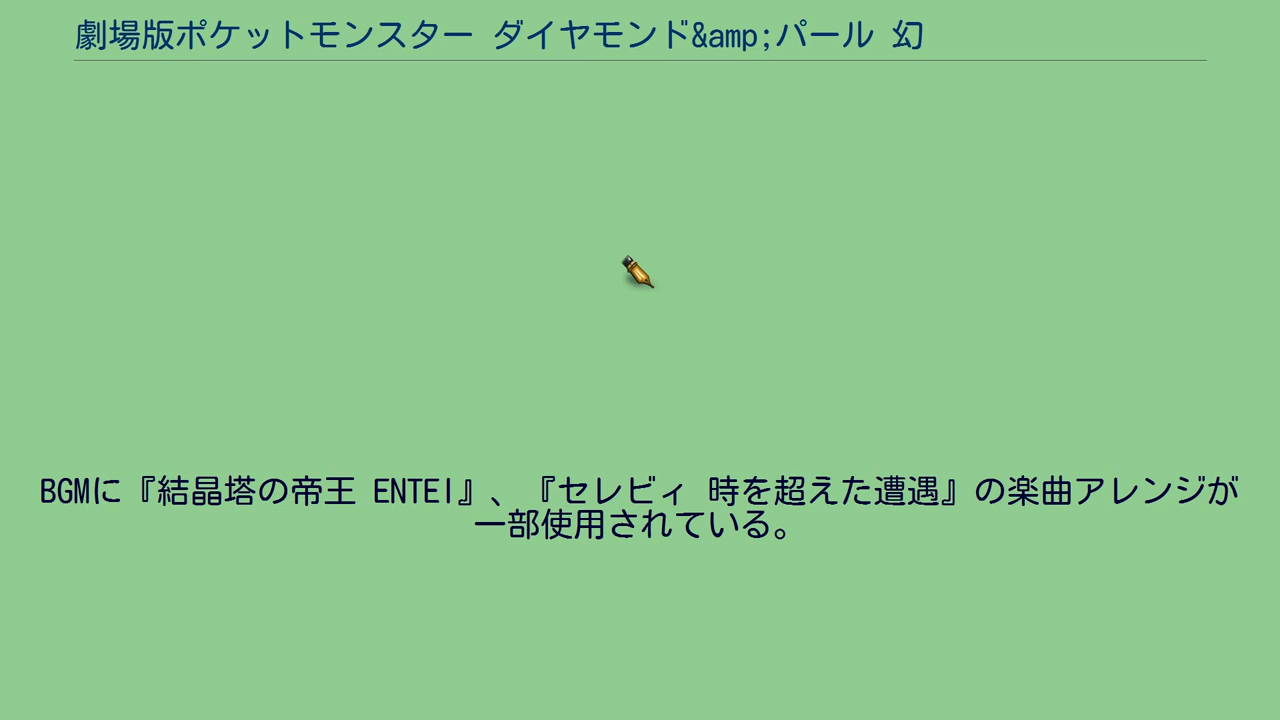 劇場版ポケットモンスター ダイヤモンド&amp;パール 幻
BGMに『結晶塔の帝王 ENTEI』、『セレビィ 時を超えた遭遇』の楽曲アレンジが
一部使用されている。